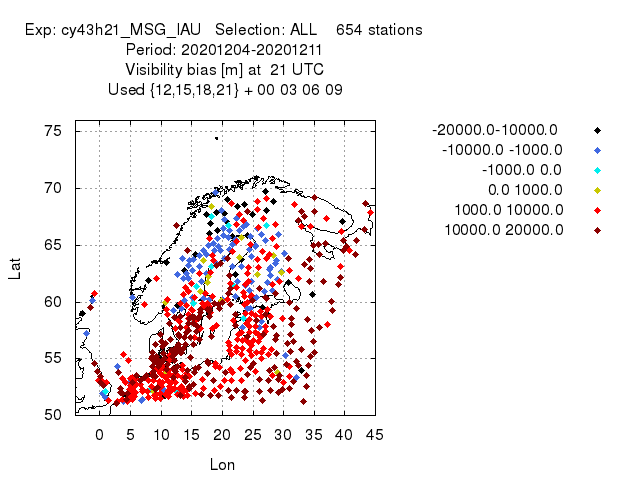 Exp: cy43h21_MSG_IAU Selection: ALL 654 stations
Period: 20201204-20201211
Visibility bias [m] at 21 UTC
Used {12,15,18,21} + 00 03 06 09
-20000.0-10000.0
-10000.0 -1000.0
-1000.0 0.0
0.0 1000.0
1000.0 10000.0
10000.0 20000.0
75
70
65
60
55
50
Lat
0 5 10 15 20 25 30 35 40 45
Lon